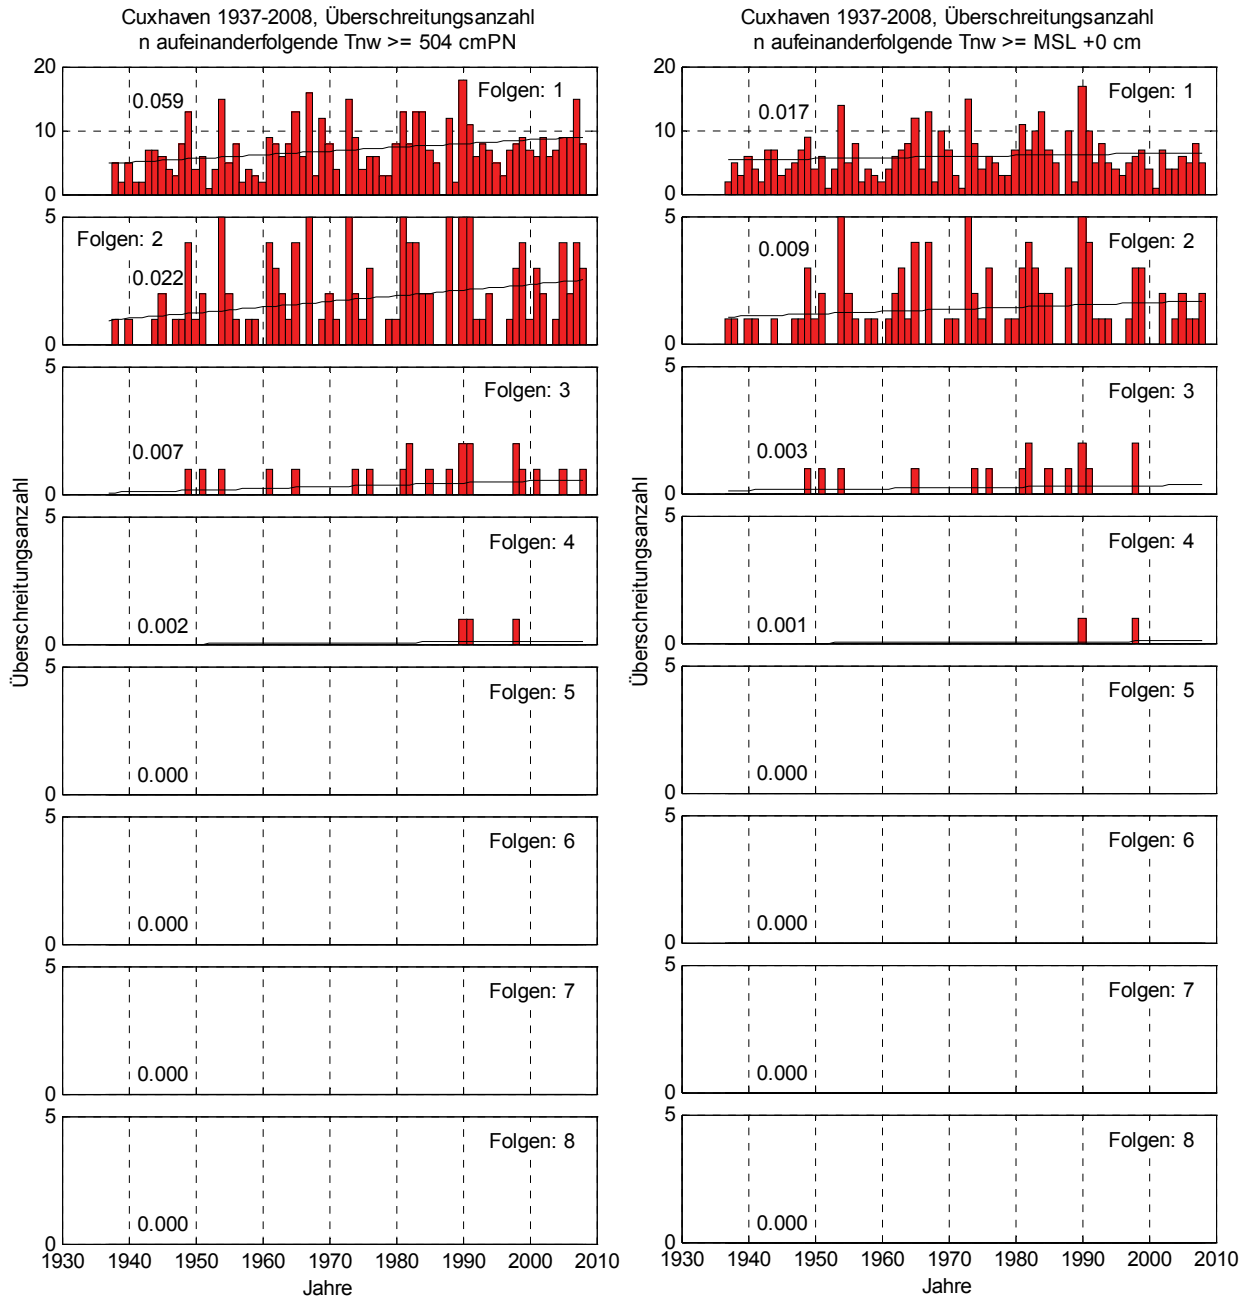 Cuxhaven 1937-2008, Überschreitungsanzahl
n aufeinanderfolgende Tnw >= 504 cmPN
20
10
0
0.059
Folgen: 1
5
0
Folgen: 2
0.022
5
0
0.007
Folgen: 3
5
0
0.002
Folgen: 4
5
0
0.000
Folgen: 5
5
0
0.000
Folgen: 6
5
0
0.000
Folgen: 7
5
0
0.000
Folgen: 8
1930 1940 1950 1960 1970 1980 1990 2000 2010
Jahre
Überschreitungsanzahl
Cuxhaven 1937-2008, Überschreitungsanzahl
n aufeinanderfolgende Tnw >= MSL +0 cm
20
10
0
0.017
Folgen: 1
5
0
0.009
Folgen: 2
5
0
0.003
Folgen: 3
5
0
0.001
Folgen: 4
5
0
0.000
Folgen: 5
5
0
0.000
Folgen: 6
5
0
0.000
Folgen: 7
5
0
0.000
Folgen: 8
1930 1940 1950 1960 1970 1980 1990 2000 2010
Jahre
Überschreitungsanzahl